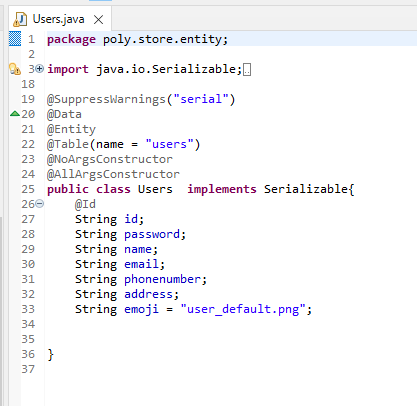 Users.java
1 package poly.store.entity;
2
3 import java.io.Serializable;
18
19 @SuppressWarnings("serial")
20 @Data
21 @Entity
22 @Table(name = "users")
23 @NoArgsConstructor
24 @AllArgsConstructor
25 public class Users  implements Serializable{
26 @Id
27 String id;
28 String password;
29 String name;
30 String email;
31 String phonenumber;
32 String address;
33 String emoji = "user_default.png";
34
35
36 }
37